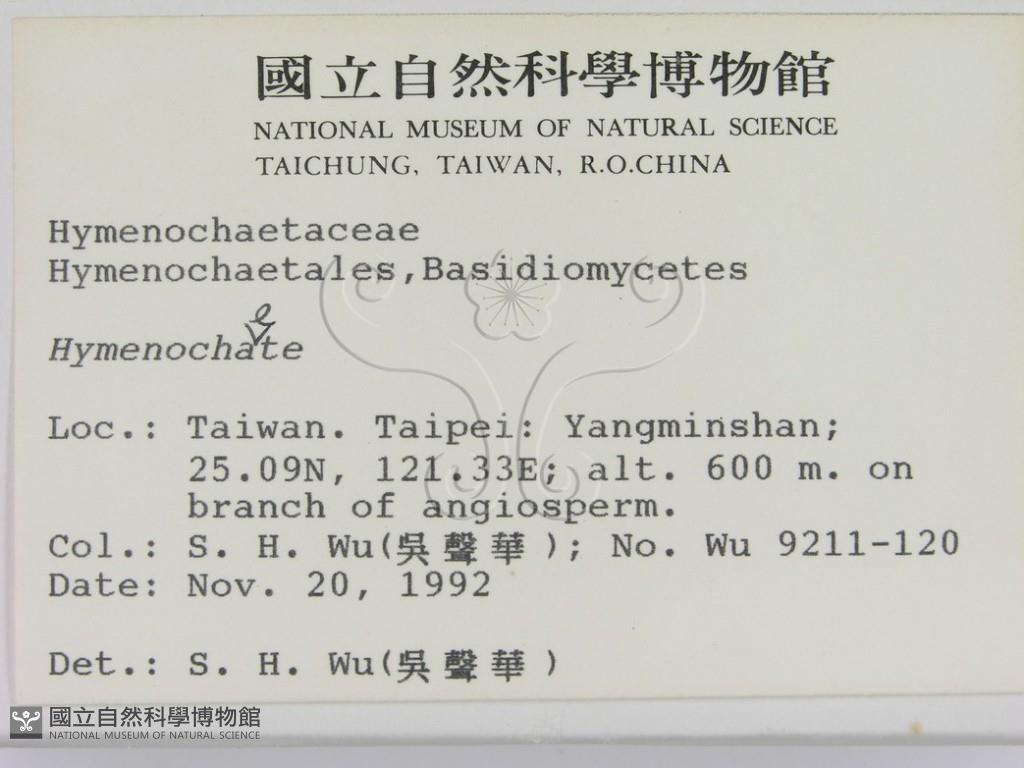 國立自然科學博物館
NATIONAL MUSEUM OF NATURAL SCIENCE
TAICHUNG, TAIWAN, R.O.CHINA
Hymenochaetaceae
Hymenochaetales,Basidiomycetes
e
Hymenochate
Loc.: Taiwan. Taipei: Yangminshan;
25.09N, 121.33E; alt. 600 m. on
branch of angiosperm.
Col.: S. H. Wu(吳聲華); No. Wu 9211-120
Date: Nov. 20, 1992
Det.: S. H. Wu(吳聲華)
國立自然科學博物館
NATIONAL MUSEUM OF NATURAL SCIENCE